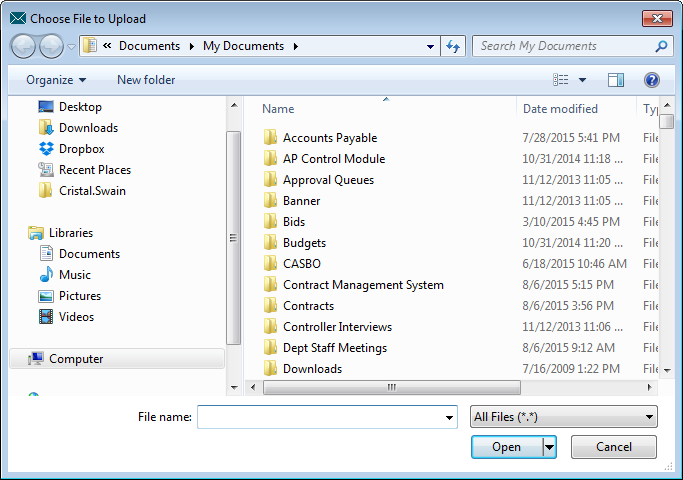 Choose File to Upload
« Documents ▸ My Documents ▸
Search My Documents
Organize New folder
Name Date modified Ty
Desktop
Downloads
Dropbox
Recent Places
Cristal.Swain
Libraries
Documents
Music
Pictures
Videos
Computer
Accounts Payable 7/28/2015 5:41 PM File
AP Control Module 10/31/2014 11:18 ... File
Approval Queues 11/12/2013 11:05 ... File
Banner 11/12/2013 11:05 ... File
Bids 3/10/2015 4:45 PM File
Budgets 10/31/2014 11:20 ... File
CASBO 6/18/2015 10:46 AM File
Contract Management System 8/6/2015 5:15 PM File
Contracts 8/6/2015 3:56 PM File
Controller Interviews 11/12/2013 11:06 ... File
Dept Staff Meetings 8/6/2015 9:12 AM File
Downloads 7/16/2009 1:22 PM File
File name:
All Files (*.*)
Open Cancel